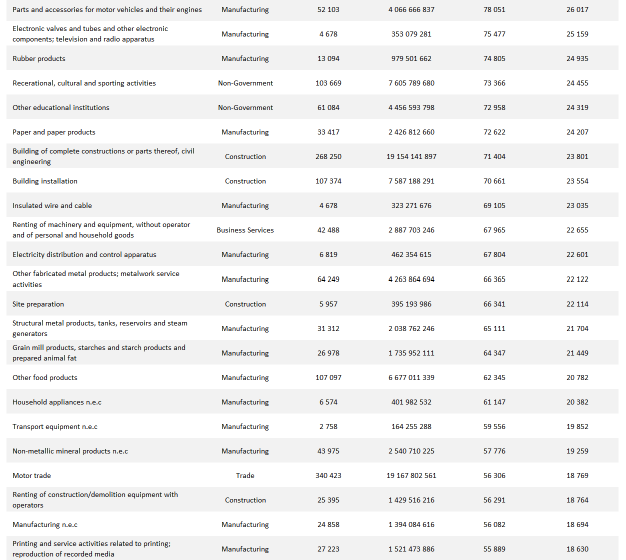 Parts and accessories for motor vehicles and their engines Manufacturing 52 103 4 066 666 837 78 051 26 017
Electronic valves and tubes and other electronic
components; television and radio apparatus Manufacturing 4 678 353 079 281 75 477 25 159
Rubber products Manufacturing 13 094 979 501 662 74 805 24 935
Recerational, cultural and sporting activities Non-Government 103 669 7 605 789 680 73 366 24 455
Other educational institutions Non-Government 61 084 4 456 593 798 72 958 24 319
Paper and paper products Manufacturing 33 417 2 426 812 660 72 622 24 207
Building of complete constructions or parts thereof, civil
engineering Construction 268 250 19 154 141 897 71 404 23 801
Building installation Construction 107 374 7 587 188 291 70 661 23 554
Insulated wire and cable Manufacturing 4 678 323 271 676 69 105 23 035
Renting of machinery and equipment, without operator
and of personal and household goods Business Services 42 488 2 887 703 246 67 965 22 655
Electricity distribution and control apparatus Manufacturing 6 819 462 354 615 67 804 22 601
Other fabricated metal products; metalwork service
activities Manufacturing 64 249 4 263 864 694 66 365 22 122
Site preparation Construction 5 957 395 193 986 66 341 22 114
Structural metal products, tanks, reservoirs and steam
generators Manufacturing 31 312 2 038 762 246 65 111 21 704
Grain mill products, starches and starch products and
prepared animal fat Manufacturing 26 978 1 735 952 111 64 347 21 449
Other food products Manufacturing 107 097 6 677 011 339 62 345 20 782
Household appliances n.e.c Manufacturing 6 574 401 982 532 61 147 20 382
Transport equipment n.e.c Manufacturing 2 758 164 255 288 59 556 19 852
Non-metallic mineral products n.e.c Manufacturing 43 975 2 540 710 225 57 776 19 259
Motor trade Trade 340 423 19 167 802 561 56 306 18 769
Renting of construction/demolition equipment with
operators Construction 25 395 1 429 516 216 56 291 18 764
Manufacturing n.e.c Manufacturing 24 858 1 394 084 616 56 082 18 694
Printing and service activities related to printing;
reproduction of recorded media Manufacturing 27 223 1 521 473 886 55 889 18 630